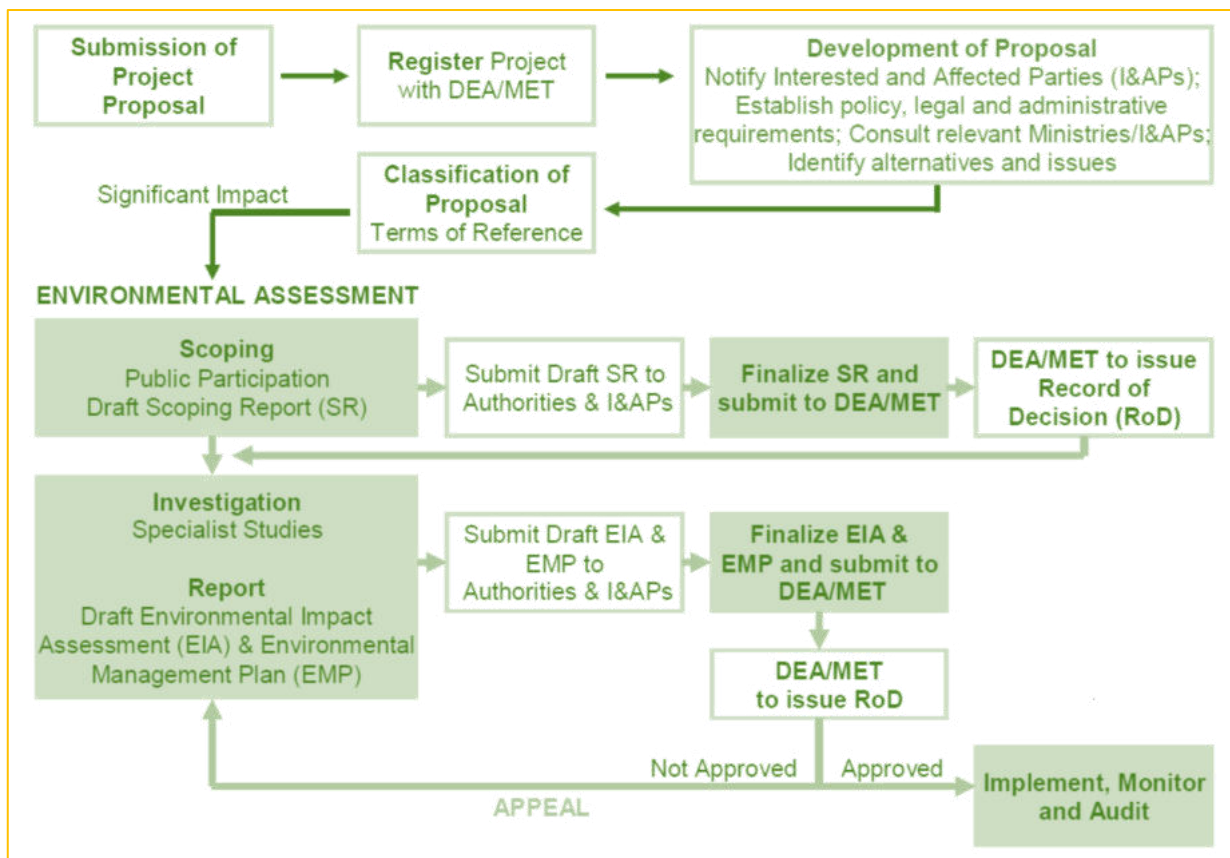 Submission of
Project
Proposal
Register Project
with DEA/MET
Development of Proposal
Notify Interested and Affected Parties (I&APs);
Establish policy, legal and administrative
requirements; Consult relevant Ministries/I&APs;
Identify alternatives and issues
Significant Impact
Classification of
Proposal
Terms of Reference
ENVIRONMENTAL ASSESSMENT
Scoping
Public Participation
Draft Scoping Report (SR)
Submit Draft SR to
Authorities & I&APs
Finalize SR and
submit to DEA/MET
DEA/MET to issue
Record of
Decision (RoD)
Investigation
Specialist Studies
Report
Draft Environmental Impact
Assessment (EIA) & Environmental
Management Plan (EMP)
Submit Draft EIA &
EMP to
Authorities & I&APs
Finalize EIA &
EMP and submit to
DEA/MET
DEA/MET
to issue RoD
Not Approved
Approved
APPEAL
Implement, Monitor
and Audit